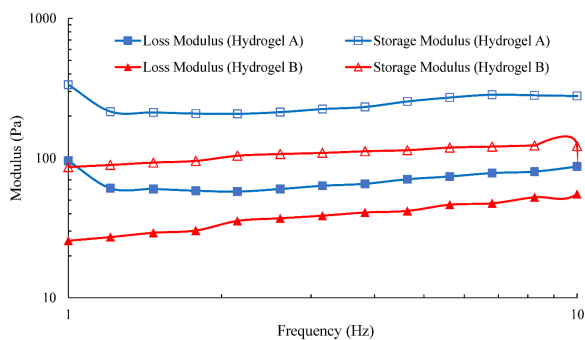 1000
Loss Modulus (Hydrogel A) Storage Modulus (Hydrogel A)
Loss Modulus (Hydrogel B) Storage Modulus (Hydrogel B)
Modulus (Pa)
100
10
1 10
Frequency (Hz)